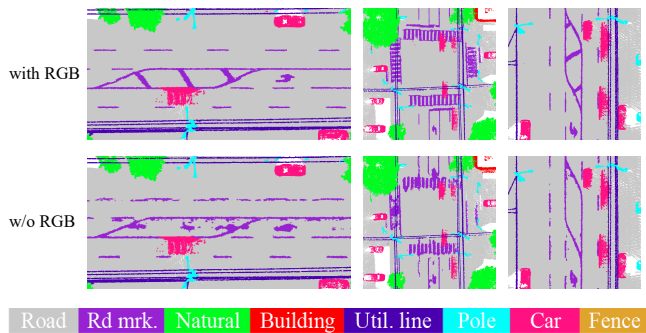 with RGB
w/o RGB
Road Rd mrk. Natural Building Util. line Pole Car Fence